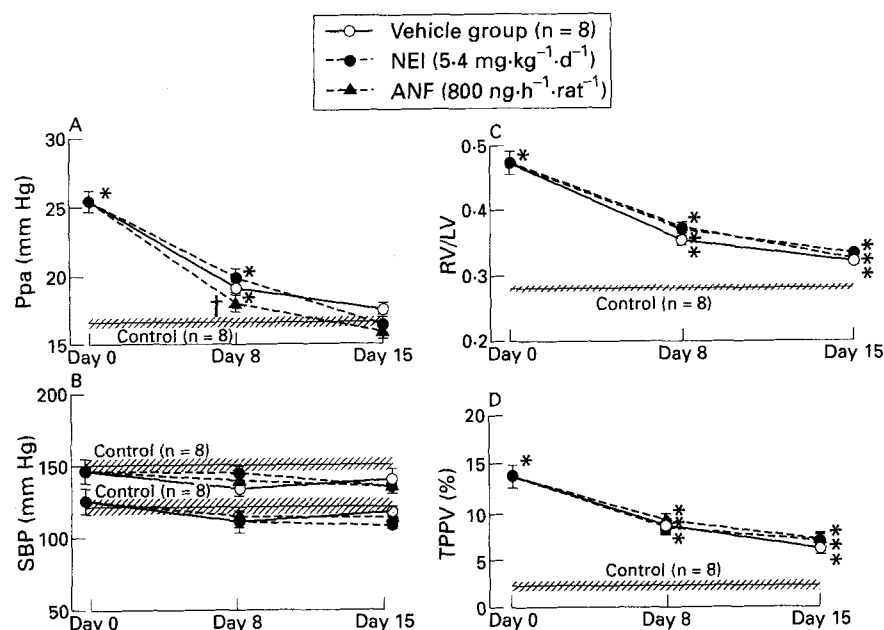 Vehicle group (n = 8)
NEI (5·4 mg·kg⁻¹·d⁻¹)
ANF (800 ng·h⁻¹·rat⁻¹)
A
30
25
20
15
Ppa (mm Hg)
*
*
*
†
Control (n = 8)
Day 0
Day 8
Day 15
C
0·5
0·4
0·3
0·2
RV/LV
*
*
*
*
*
*
*
Control (n = 8)
Day 0
Day 8
Day 15
B
200
150
100
50
SBP (mm Hg)
Control (n = 8)
Control (n = 8)
Day 0
Day 8
Day 15
D
20
15
10
5
0
TPPV (%)
*
*
*
*
*
*
*
Control (n = 8)
Day 0
Day 8
Day 15